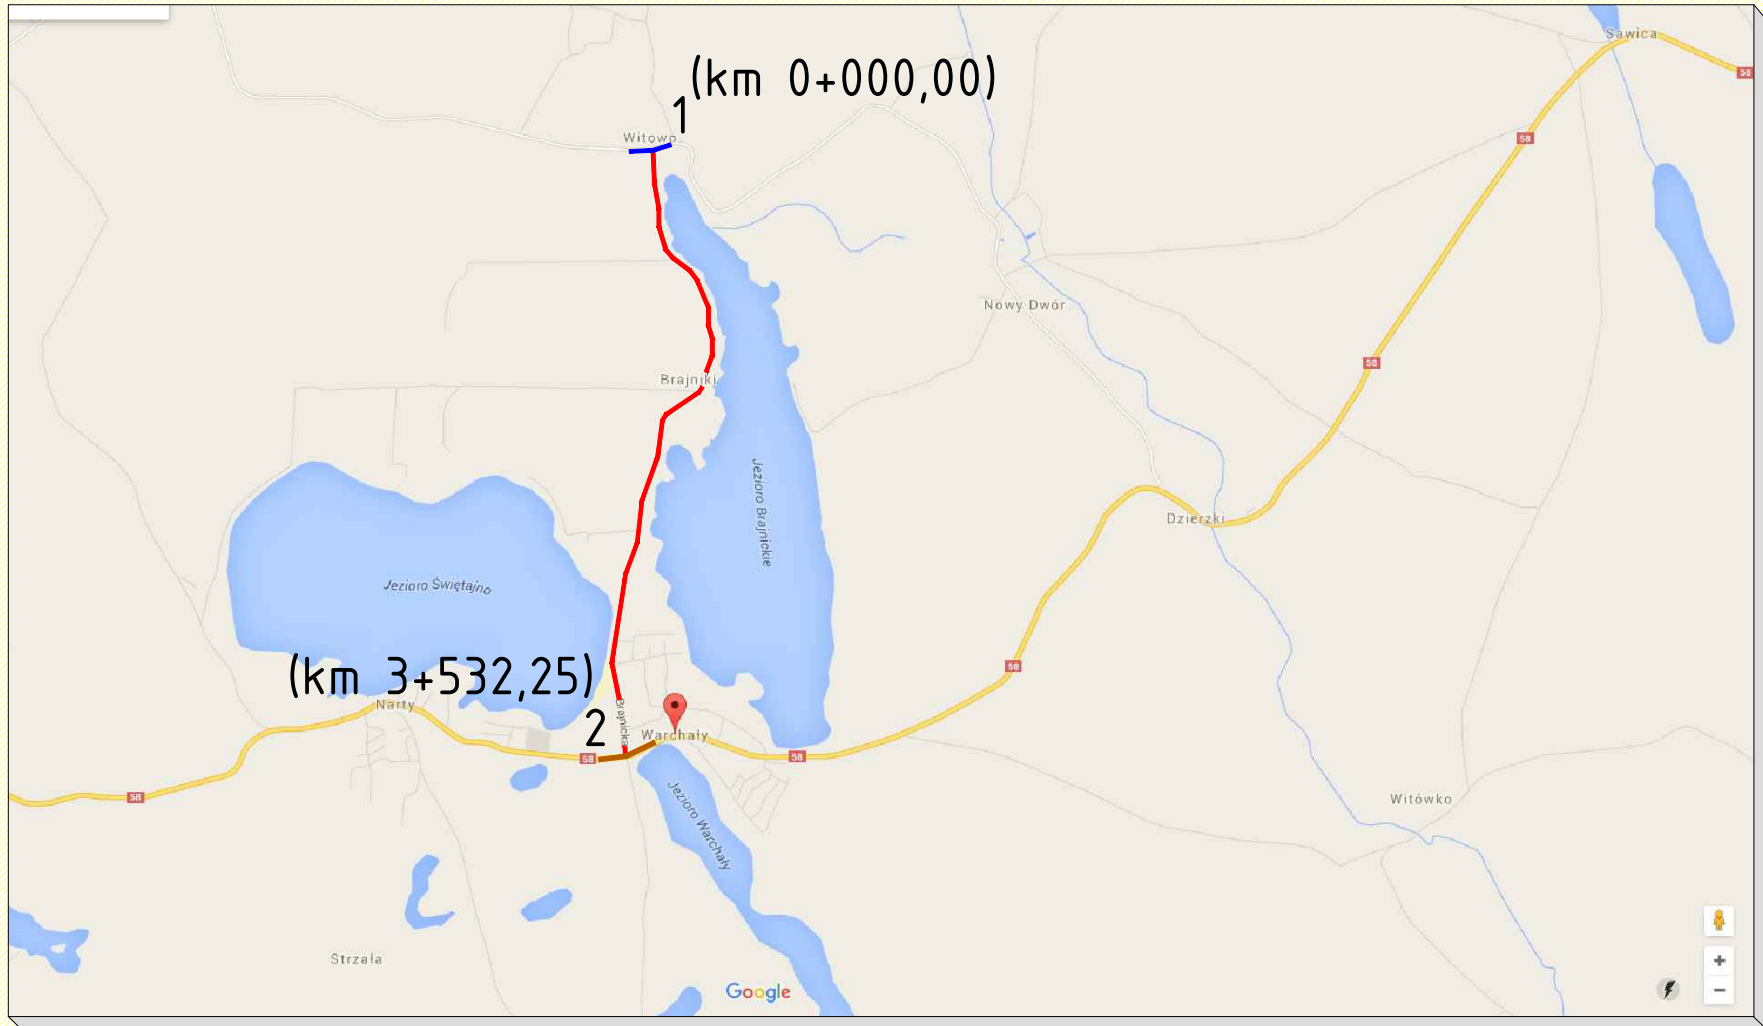 Sawica
58
(km 0+000,00)
1
Witowo
58
Nowy Dwór
58
Brajniki
Jezioro Brajnickie
Dzierzki
Jezioro Świętajno
58
(km 3+532,25)
Narty
2
Brajnicka
Warchały
58
58
58
Jezioro Warchały
Witówko
Strzała
Google
+
−